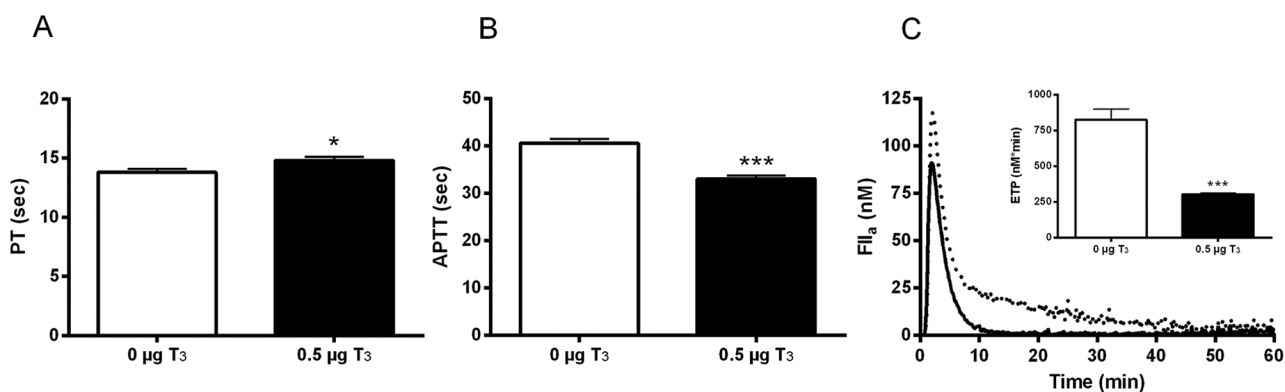 A
PT (sec)
20
15
10
5
0
*
0 µg T₃
0.5 µg T₃
B
APTT (sec)
50
40
30
20
10
0
***
0 µg T₃
0.5 µg T₃
C
FIIₐ (nM)
125
100
75
50
25
0
0
10
20
30
40
50
60
Time (min)
ETP (nM*min)
1000
750
500
250
0
***
0 µg T₃
0.5 µg T₃